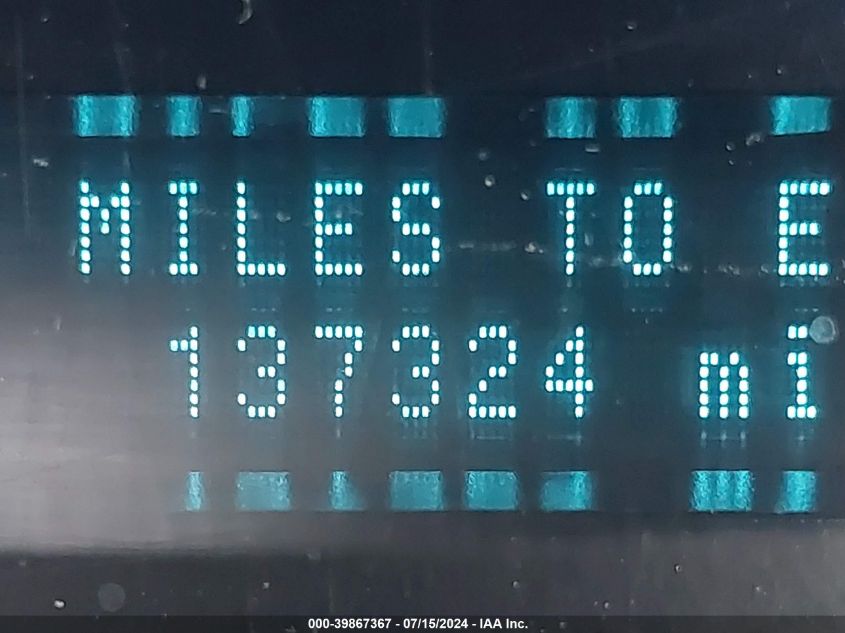 MILES TO E
137324 mi
000-39867367 - 07/15/2024 - IAA Inc.